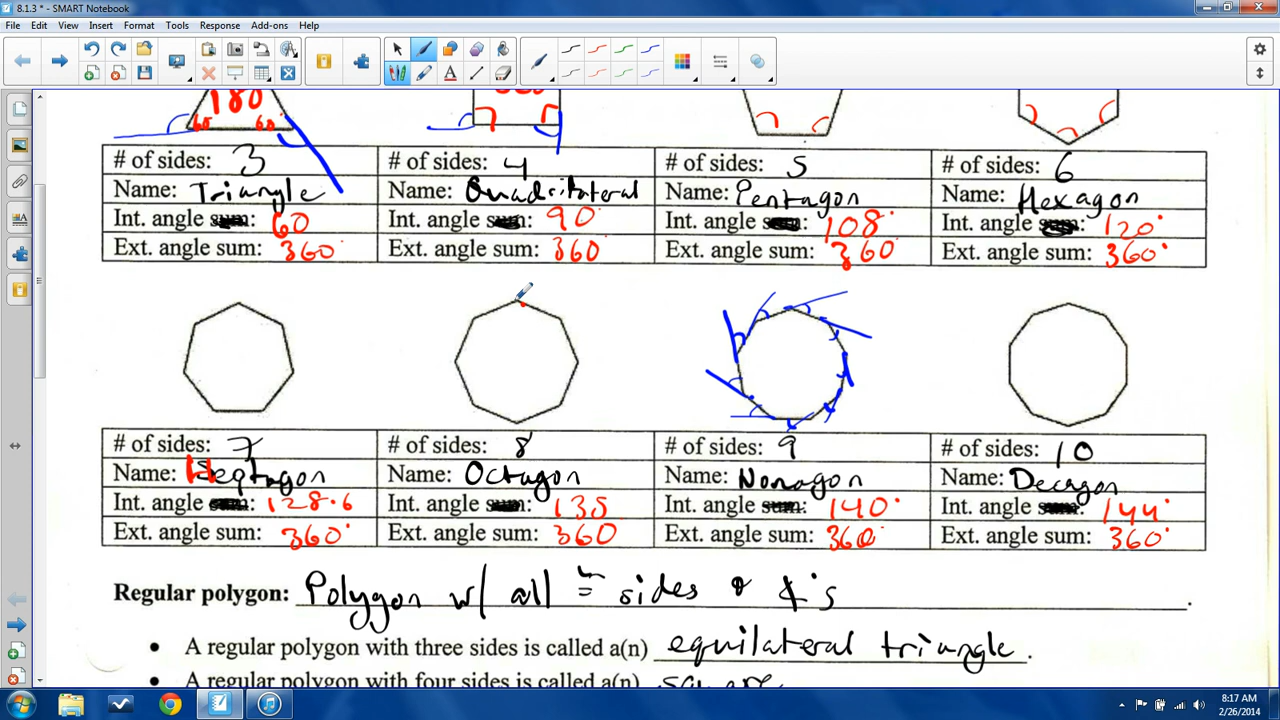 8.1.3 * - SMART Notebook
File Edit View Insert Format Tools Response Add-ons Help
180
60 60
# of sides: 3 # of sides: 4 # of sides: 5 # of sides: 6
Name: Triangle Name: Quadrilateral Name: Pentagon Name: Hexagon
Int. angle sum: 60 Int. angle sum: 90° Int. angle sum: 108° Int. angle sum: 120°
Ext. angle sum: 360° Ext. angle sum: 360 Ext. angle sum: 360 Ext. angle sum: 360°
# of sides: 7 # of sides: 8 # of sides: 9 # of sides: 10
Name: Heptagon Name: Octagon Name: Nonagon Name: Decagon
Int. angle sum: 128.6 Int. angle sum: 135 Int. angle sum: 140° Int. angle sum: 144°
Ext. angle sum: 360° Ext. angle sum: 360 Ext. angle sum: 360 Ext. angle sum: 360°
Regular polygon: Polygon w/ all ≅ sides & ∠'s.
• A regular polygon with three sides is called a(n) equilateral triangle.
• A regular polygon with four sides is called a(n) square
8:17 AM
2/26/2014